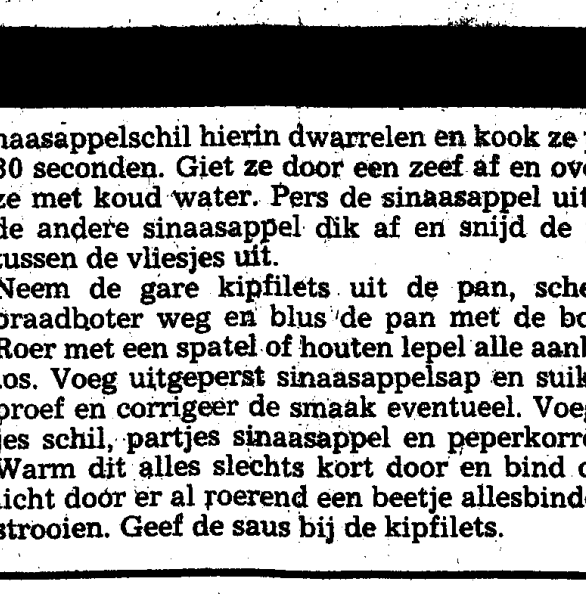 naasappelschil hierin dwarrelen en kook ze
30 seconden. Giet ze door een zeef af en ov
ze met koud water. Pers de sinaasappel uit
de andere sinaasappel dik af en snijd de
tussen de vliesjes uit.
Neem de gare kipfilets uit de pan, sche
braadboter weg en blus de pan met de bo
Roer met een spatel of houten lepel alle aan
los. Voeg uitgeperst sinaasappelsap en suik
proef en corrigeer de smaak eventueel. Voeg
jes schil, partjes sinaasappel en peperkorre
Warm dit alles slechts kort door en bind
licht door er al roerend een beetje allesbinde
strooien. Geef de saus bij de kipfilets.